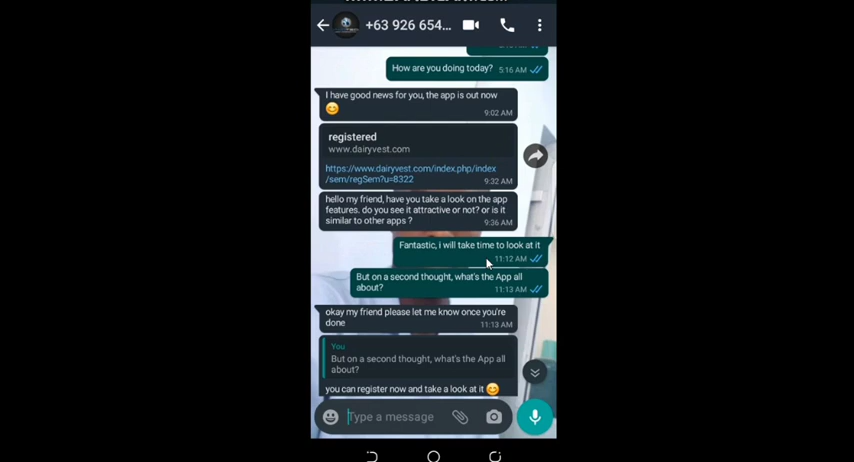 +63 926 654...
How are you doing today? 5:16 AM
I have good news for you, the app is out now
9:02 AM
registered
www.dairyvest.com
https://www.dairyvest.com/index.php/index
/sem/regSem?u=8322
9:32 AM
hello my friend, have you take a look on the app
features. do you see it attractive or not? or is it
similar to other apps ?
9:36 AM
Fantastic, i will take time to look at it
11:12 AM
But on a second thought, what's the App all
about?
11:13 AM
okay my friend please let me know once you're
done
11:13 AM
You
But on a second thought, what's the App all
about?
you can register now and take a look at it
Type a message